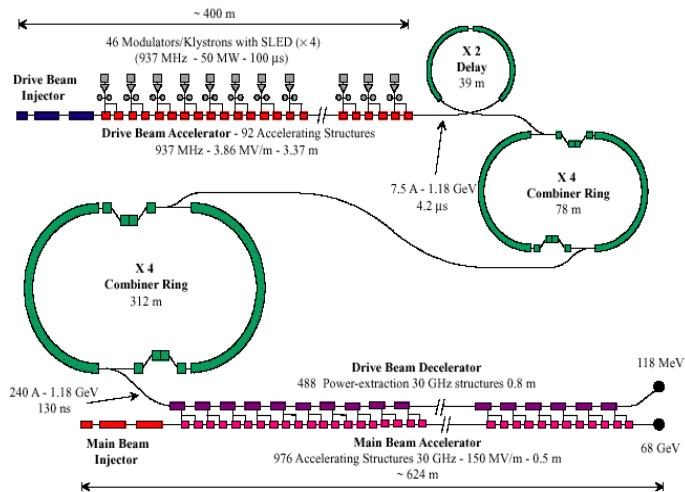 ~ 400 m
46 Modulators/Klystrons with SLED (× 4)
(937 MHz - 50 MW - 100 µs)
X 2
Delay
39 m
Drive Beam
Injector
Drive Beam Accelerator - 92 Accelerating Structures
937 MHz - 3.86 MV/m - 3.37 m
7.5 A - 1.18 GeV
4.2 µs
X 4
Combiner Ring
78 m
X 4
Combiner Ring
312 m
Drive Beam Decelerator
488 Power-extraction 30 GHz structures 0.8 m
118 MeV
240 A - 1.18 GeV
130 ns
Main Beam
Injector
Main Beam Accelerator
976 Accelerating Structures 30 GHz - 150 MV/m - 0.5 m
68 GeV
~ 624 m